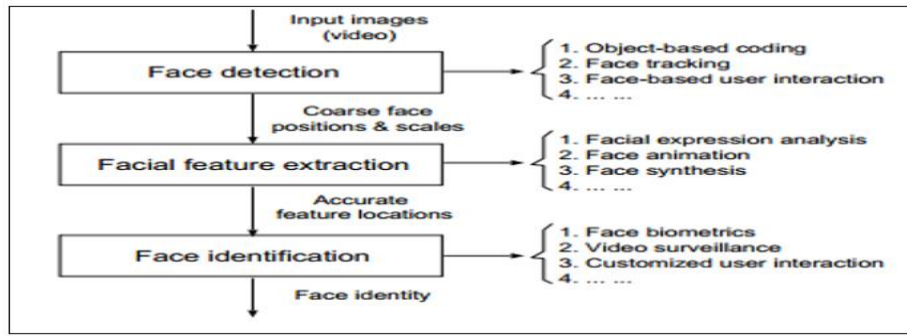 Input images
(video)
Face detection
1. Object-based coding
2. Face tracking
3. Face-based user interaction
4. ... ...
Coarse face
positions & scales
Facial feature extraction
1. Facial expression analysis
2. Face animation
3. Face synthesis
4. ... ...
Accurate
feature locations
Face identification
1. Face biometrics
2. Video surveillance
3. Customized user interaction
4. ... ...
Face identity